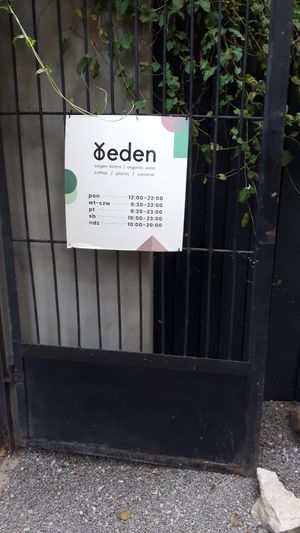 eden
vegan bistro / organic wine
coffee / plants / ceramic
pon 12:00-22:00
wt-czw 9:30-22:00
pt 9:30-23:00
sb 10:00-23:00
ndz 10:00-20:00